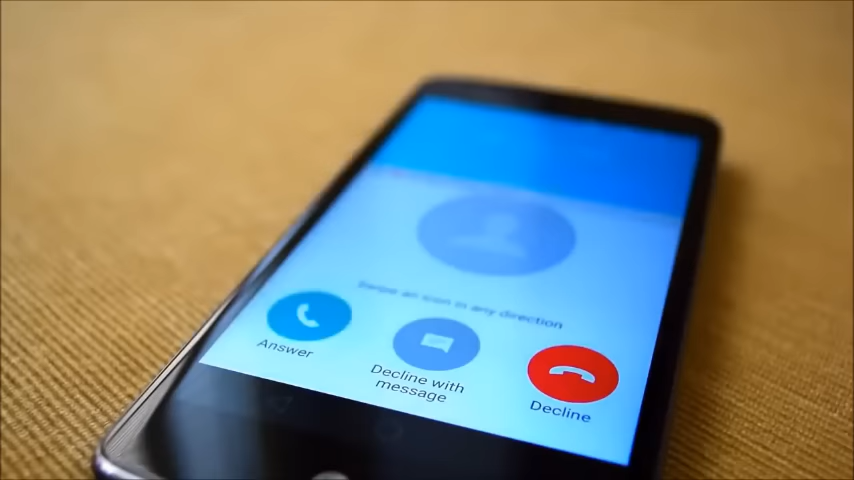 Swipe an icon in any direction
Answer
Decline with
message
Decline